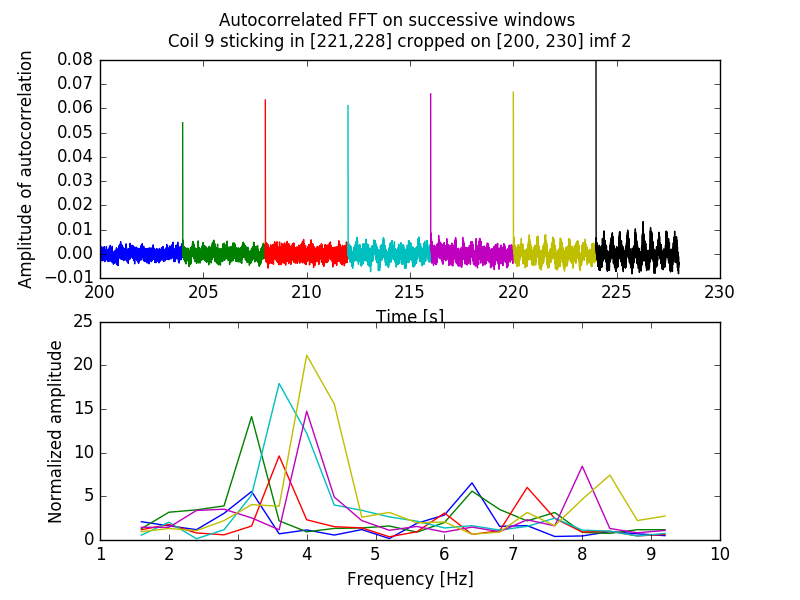 Autocorrelated FFT on successive windows
Coil 9 sticking in [221,228] cropped on [200, 230] imf 2
Amplitude of autocorrelation
0.08
0.07
0.06
0.05
0.04
0.03
0.02
0.01
0.00
−0.01
200 205 210 215 220 225 230
Time [s]
Normalized amplitude
25
20
15
10
5
0
1 2 3 4 5 6 7 8 9 10
Frequency [Hz]